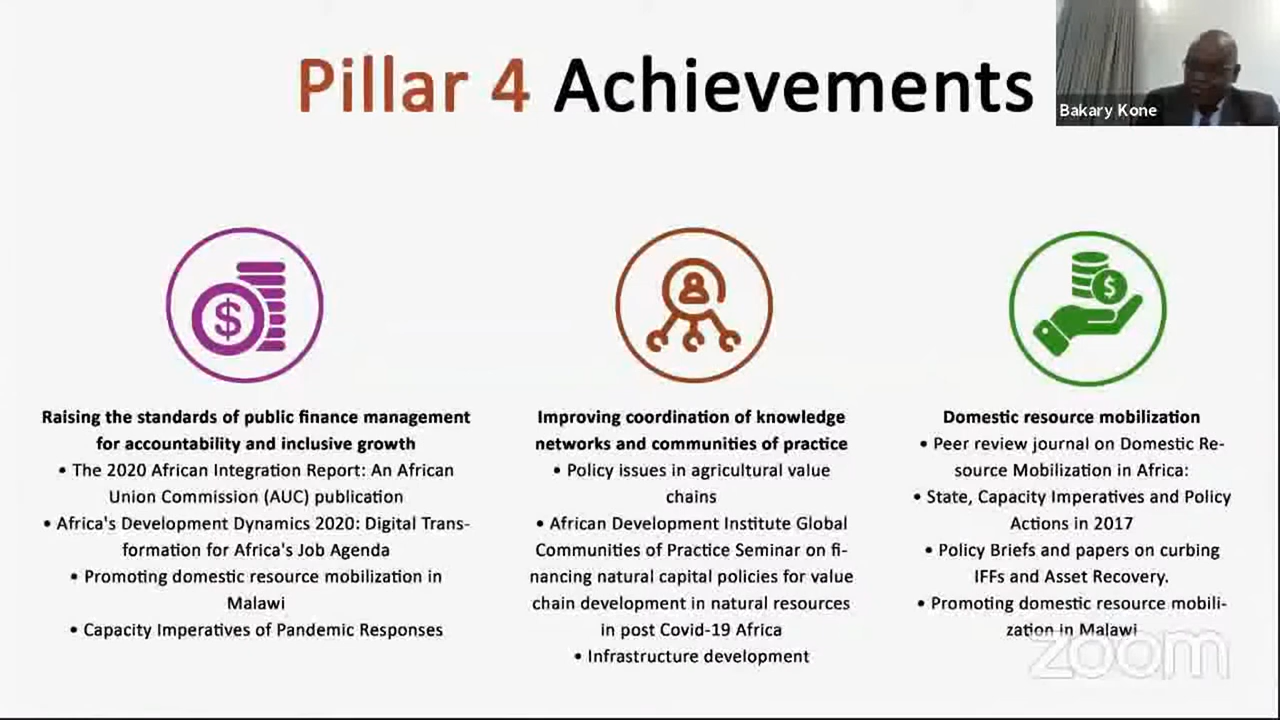 Pillar 4 Achievements
Bakary Kone
$
$
Raising the standards of public finance management
for accountability and inclusive growth
• The 2020 African Integration Report: An African
Union Commission (AUC) publication
• Africa's Development Dynamics 2020: Digital Trans-
formation for Africa's Job Agenda
• Promoting domestic resource mobilization in
Malawi
• Capacity Imperatives of Pandemic Responses
Improving coordination of knowledge
networks and communities of practice
• Policy issues in agricultural value
chains
• African Development Institute Global
Communities of Practice Seminar on fi-
nancing natural capital policies for value
chain development in natural resources
in post Covid-19 Africa
• Infrastructure development
Domestic resource mobilization
• Peer review journal on Domestic Re-
source Mobilization in Africa:
• State, Capacity Imperatives and Policy
Actions in 2017
• Policy Briefs and papers on curbing
IFFs and Asset Recovery.
• Promoting domestic resource mobili-
zation in Malawi
zoom